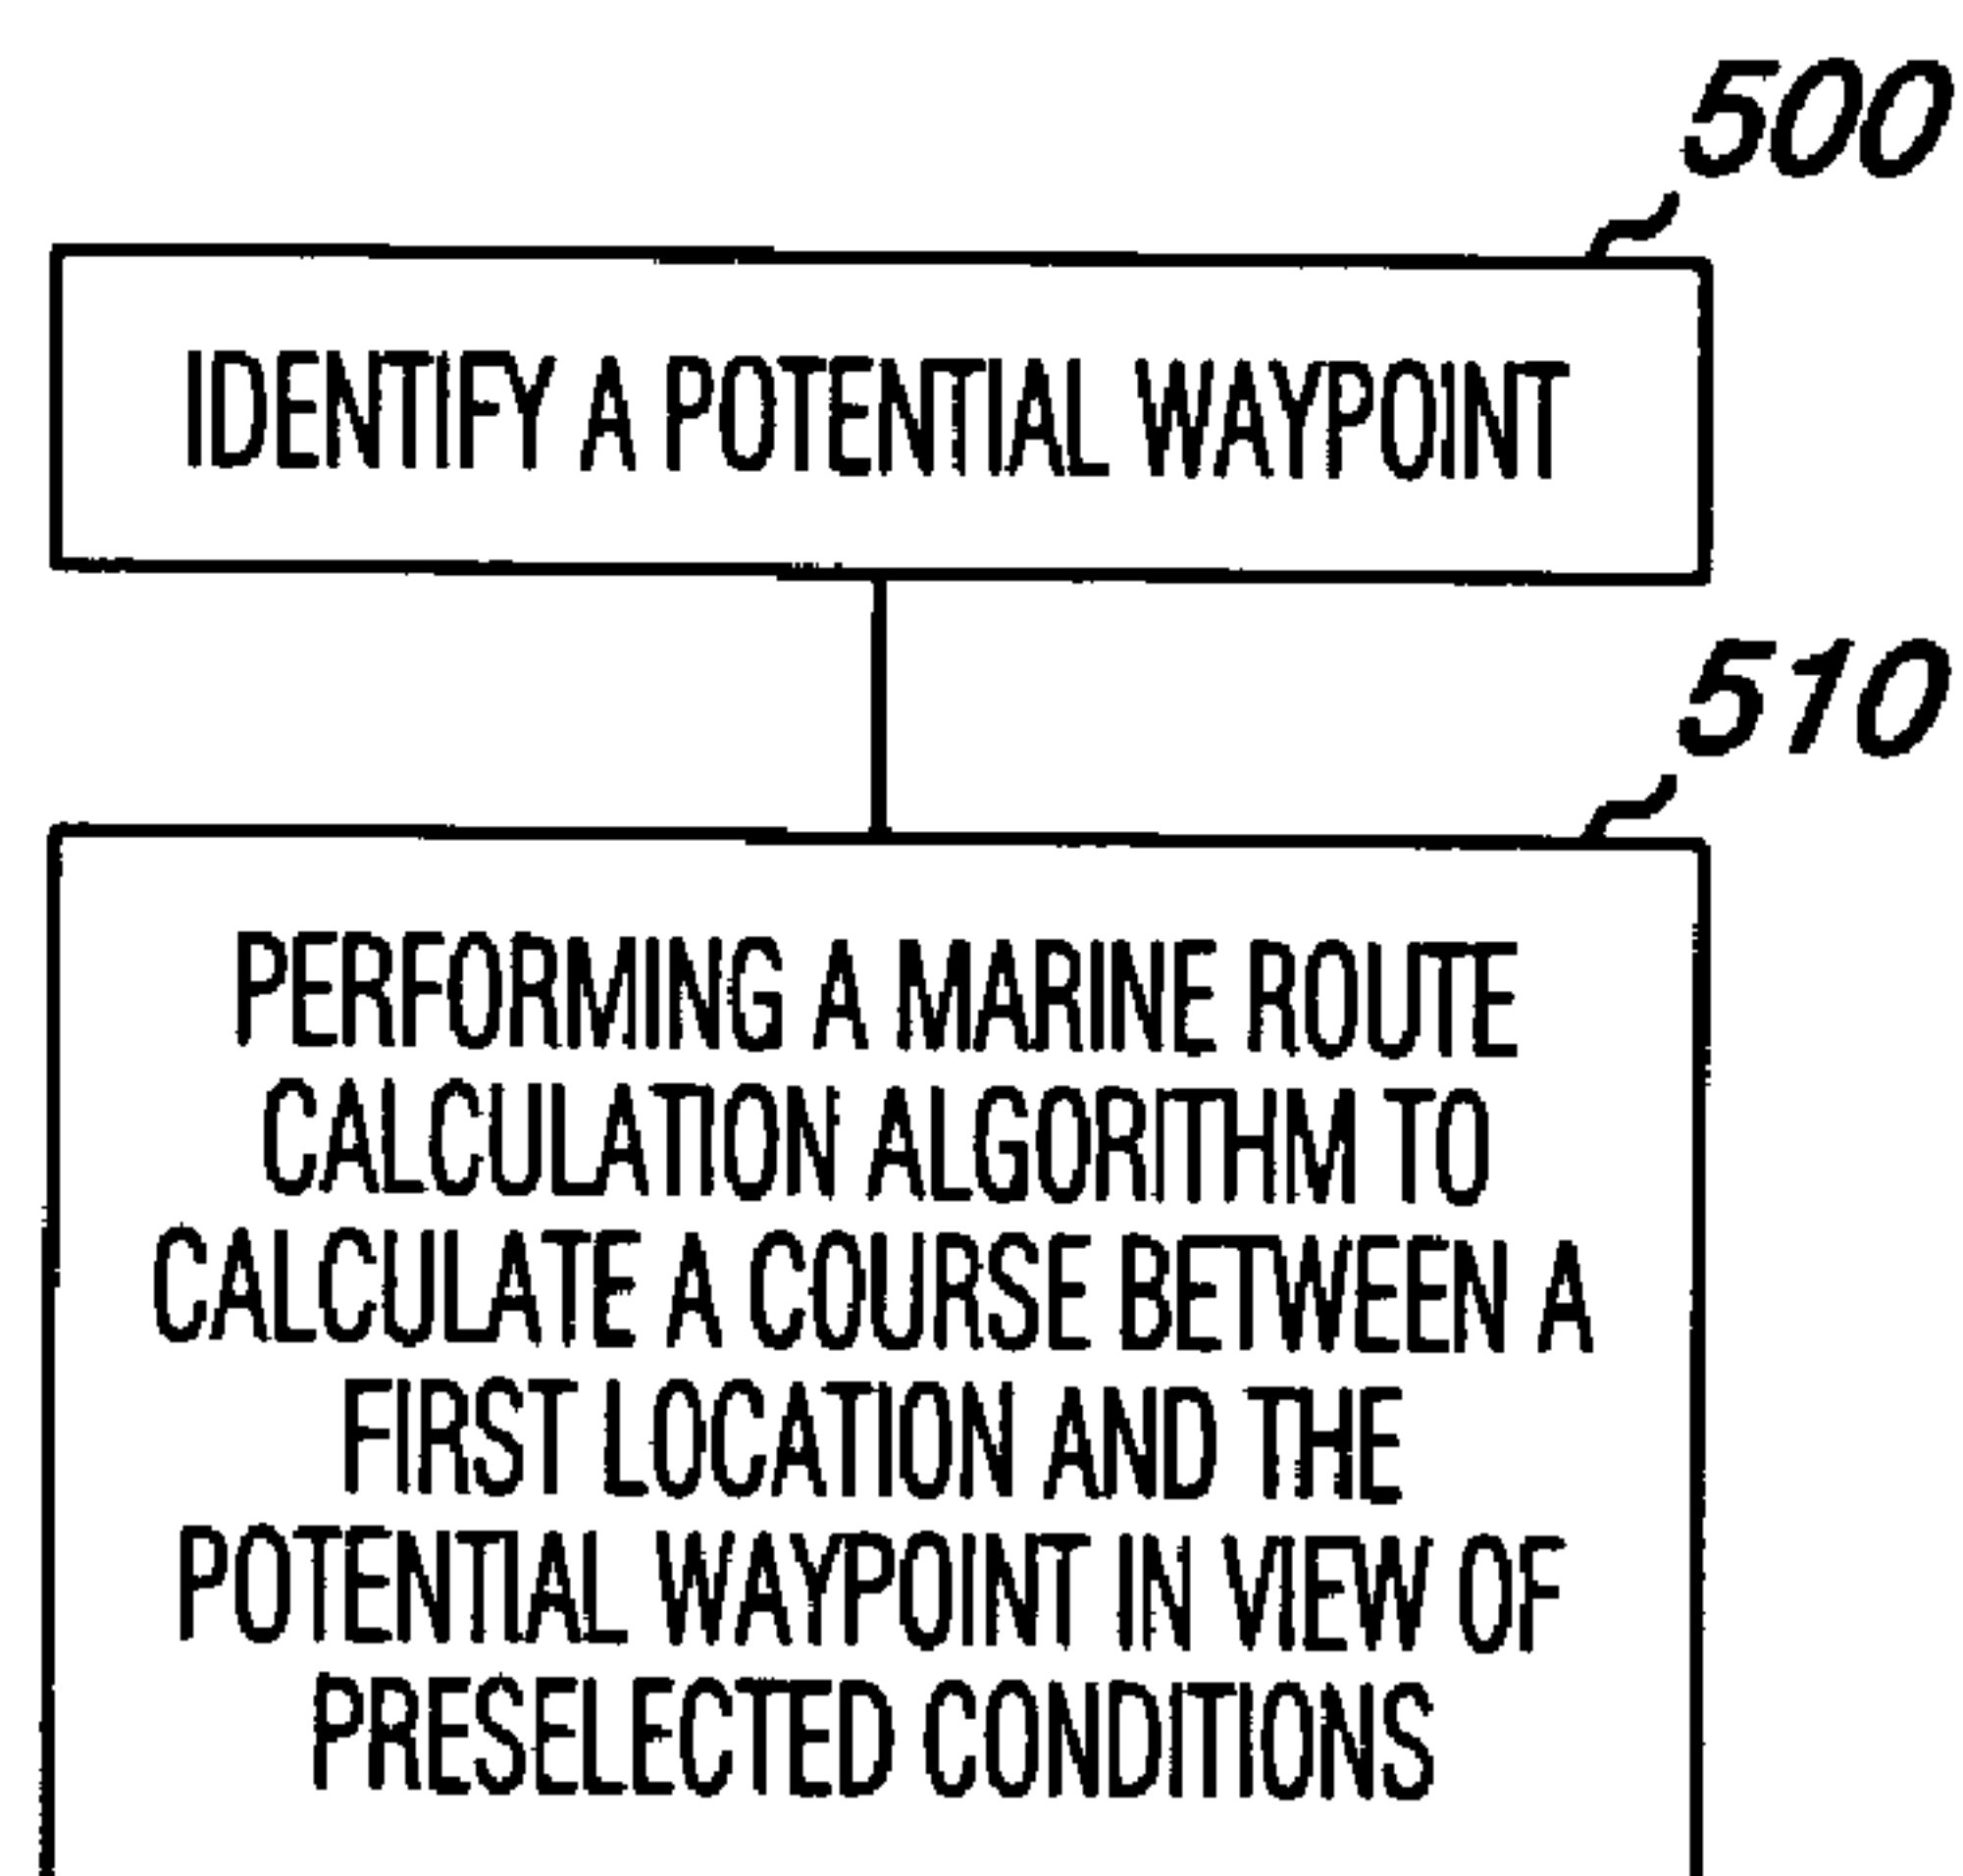 500
IDENTIFY A POTENTIAL WAYPOINT
510
PERFORMING A MARINE ROUTE
CALCULATION ALGORITHM TO
CALCULATE A COURSE BETWEEN A
FIRST LOCATION AND THE
POTENTIAL WAYPOINT IN VIEW OF
PRESELECTED CONDITIONS